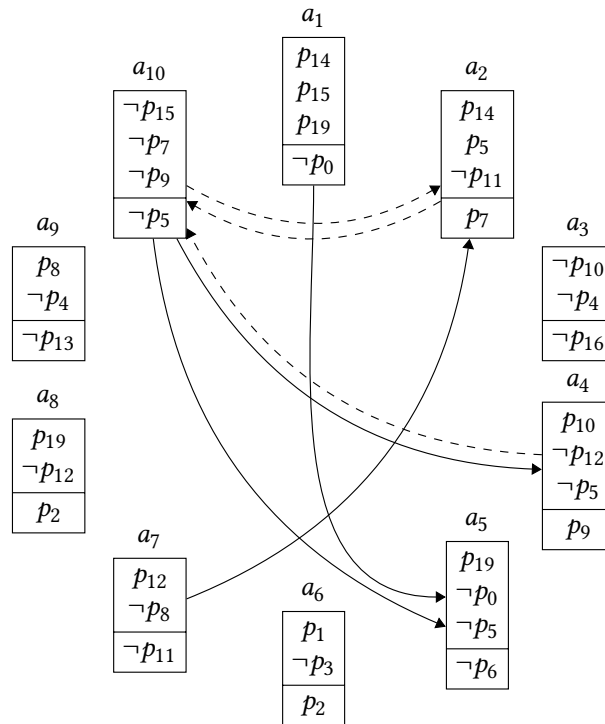 a₁
p₁₄
p₁₅
p₁₉
¬p₀
a₁₀
¬p₁₅
¬p₇
¬p₉
¬p₅
a₂
p₁₄
p₅
¬p₁₁
p₇
a₉
p₈
¬p₄
¬p₁₃
a₃
¬p₁₀
¬p₄
¬p₁₆
a₈
p₁₉
¬p₁₂
p₂
a₄
p₁₀
¬p₁₂
¬p₅
p₉
a₇
p₁₂
¬p₈
¬p₁₁
a₅
p₁₉
¬p₀
¬p₅
¬p₆
a₆
p₁
¬p₃
p₂